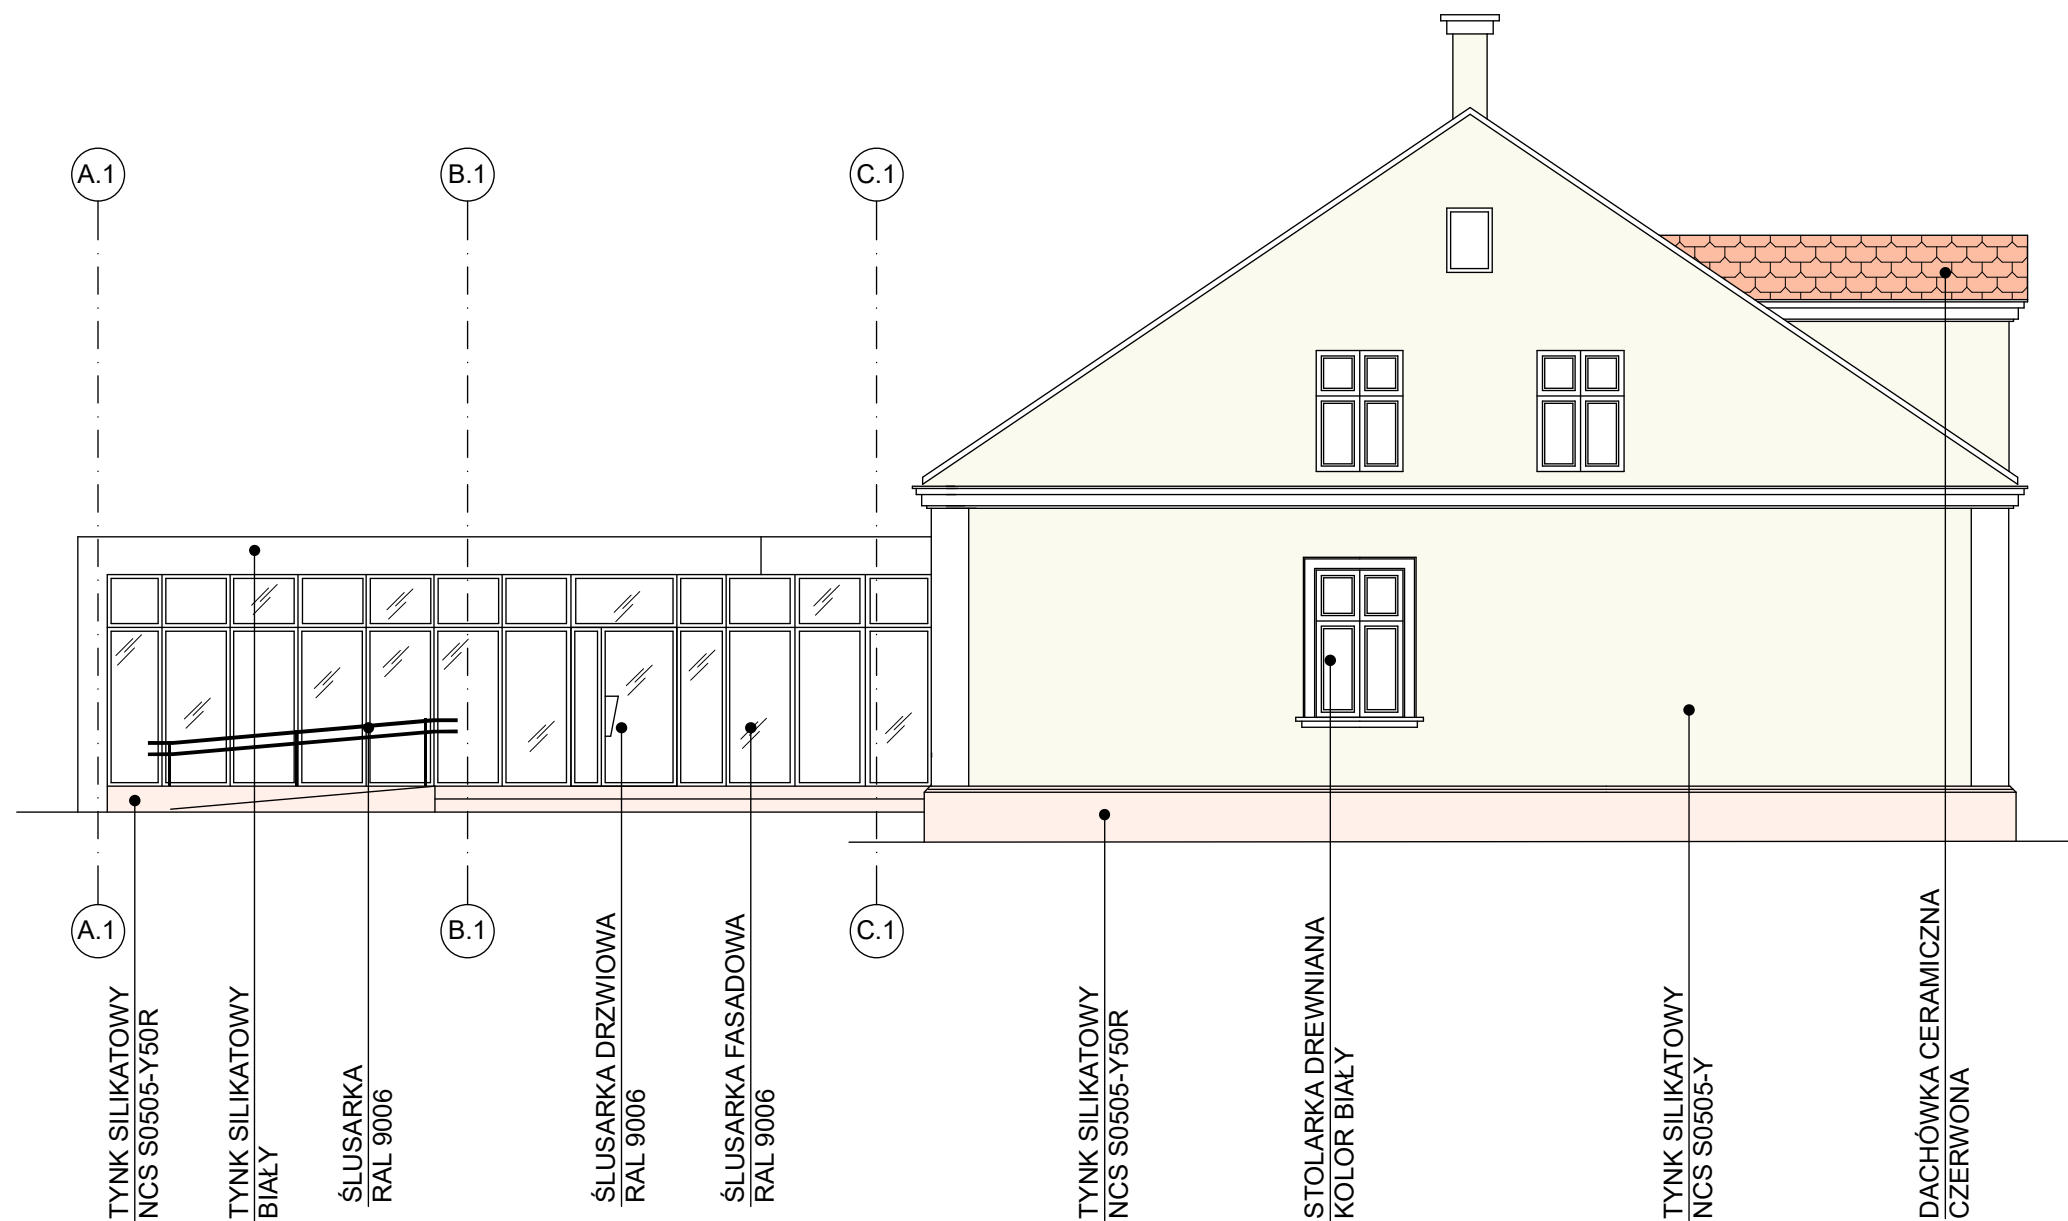 A.1
B.1
C.1
A.1
B.1
C.1
TYNK SILIKATOWY
NCS S0505-Y50R
TYNK SILIKATOWY
BIAŁY
ŚLUSARKA
RAL 9006
ŚLUSARKA DRZWIOWA
RAL 9006
ŚLUSARKA FASADOWA
RAL 9006
TYNK SILIKATOWY
NCS S0505-Y50R
STOLARKA DREWNIANA
KOLOR BIAŁY
TYNK SILIKATOWY
NCS S0505-Y
DACHÓWKA CERAMICZNA
CZERWONA